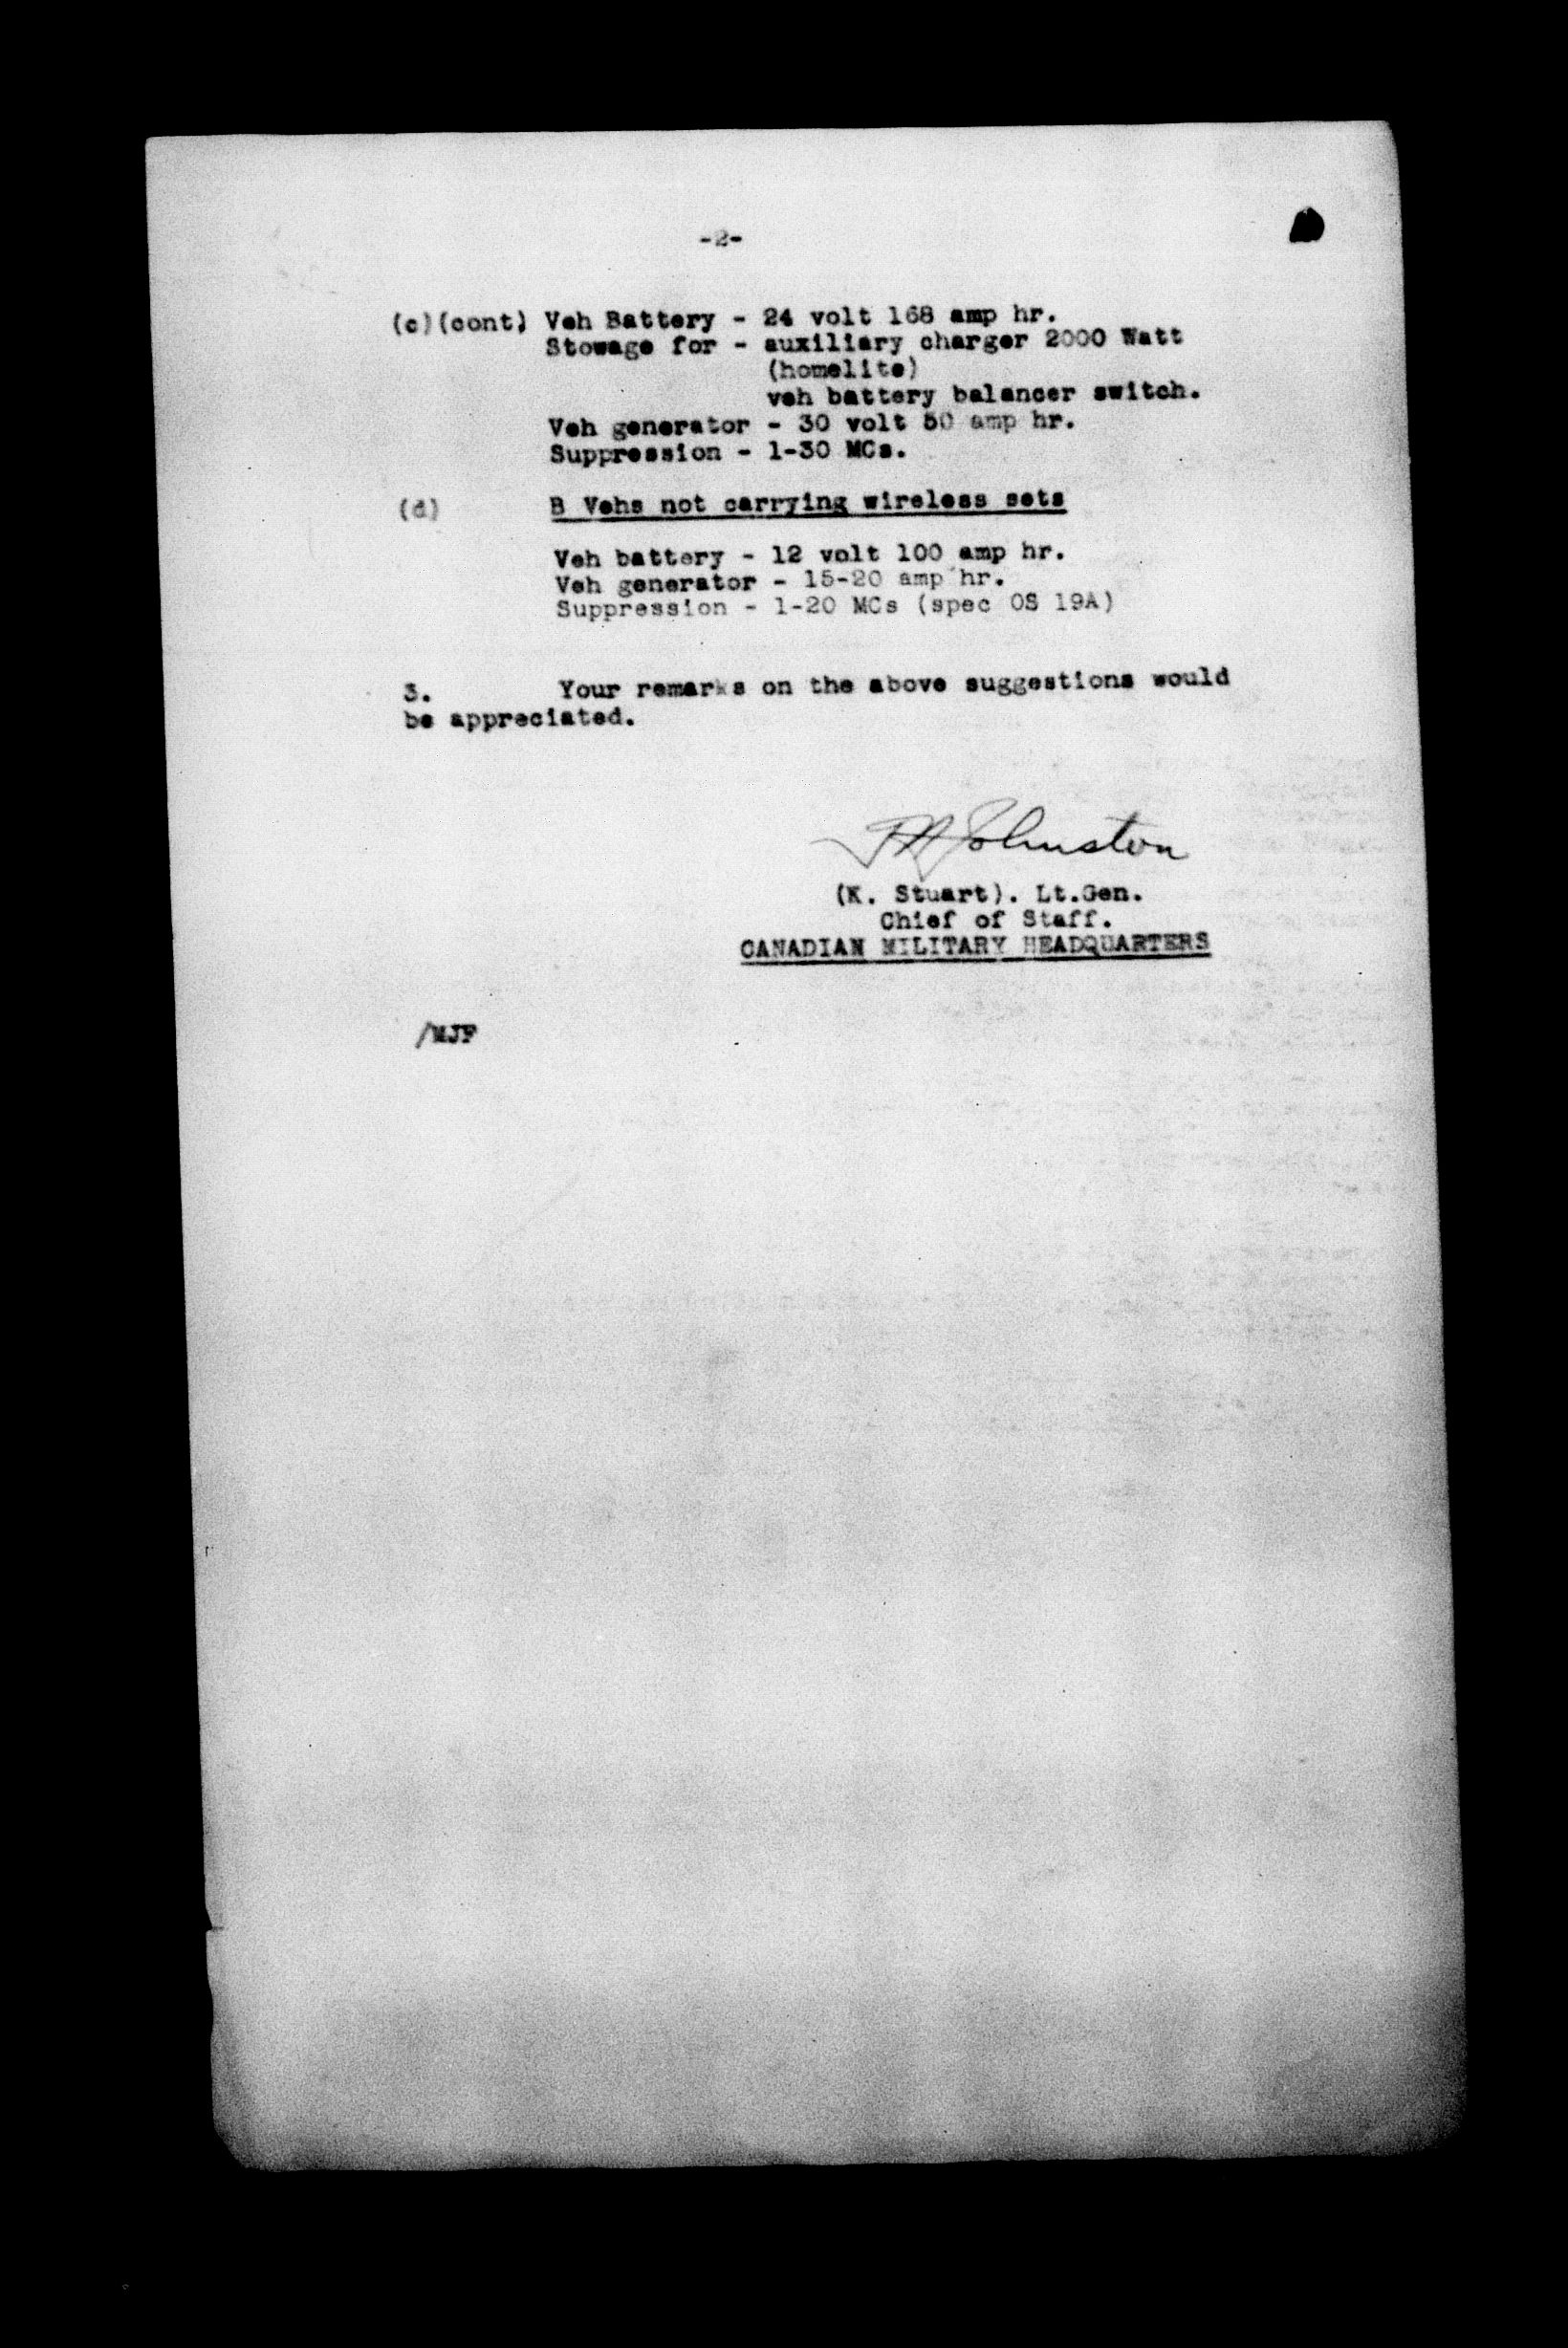 -2-
(c)(cont) Veh Battery - 24 volt 168 amp hr.
Stowage for - auxiliary charger 2000 Watt
(homelite)
veh battery balancer switch.
Veh generator - 30 volt 50 amp hr.
Suppression - 1-30 MCs.
(d) B Vehs not carrying wireless sets
Veh battery - 12 volt 100 amp hr.
Veh generator - 15-20 amp hr.
Suppression - 1-20 MCs (spec OS 19A)
3. Your remarks on the above suggestions would
be appreciated.
Johnston
(K. Stuart). Lt.Gen.
Chief of Staff.
CANADIAN MILITARY HEADQUARTERS
/MJF